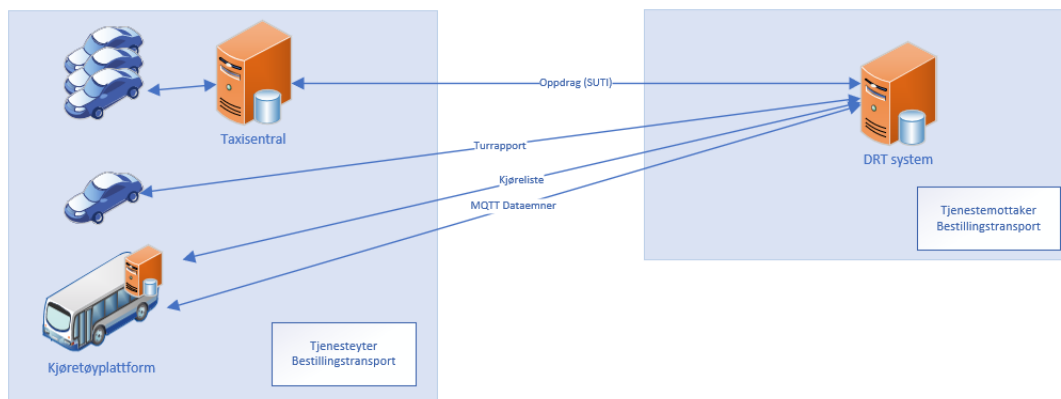 Taxisentral
Oppdrag (SUTI)
DRT system
Turrapport
Kjøreliste
MQTT Dataemner
Tjenestemottaker
Bestillingstransport
Tjenesteyter
Bestillingstransport
Kjøretøyplattform